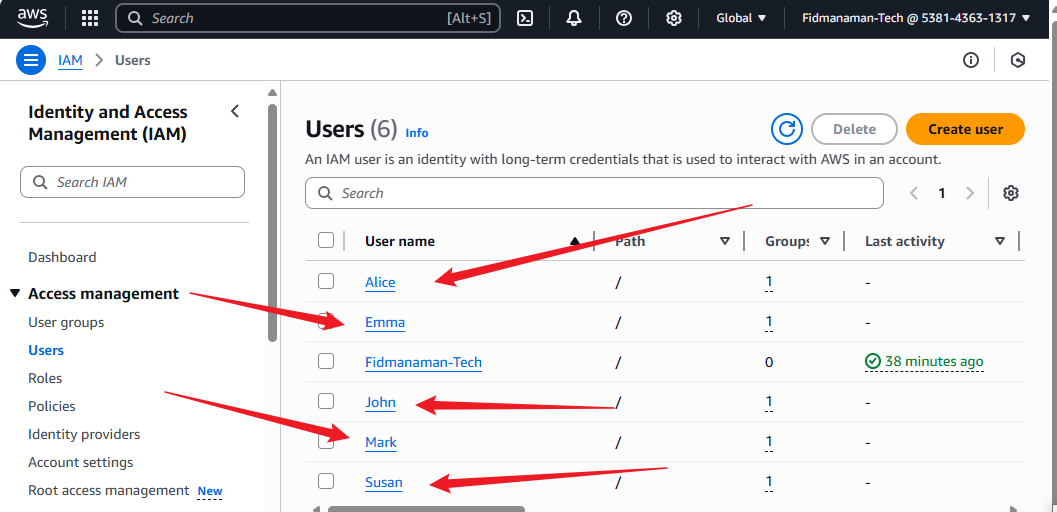 aws Search [Alt+S] Global Fidmanaman-Tech @ 5381-4363-1317
IAM > Users
Identity and Access Management (IAM)
Search IAM
Dashboard
Access management
User groups
Users
Roles
Policies
Identity providers
Account settings
Root access management New
Users (6) Info
Delete
Create user
An IAM user is an identity with long-term credentials that is used to interact with AWS in an account.
Search
1
User name Path Groups Last activity
Alice / 1 -
Emma / 1 -
Fidmanaman-Tech / 0 38 minutes ago
John / 1 -
Mark / 1 -
Susan / 1 -